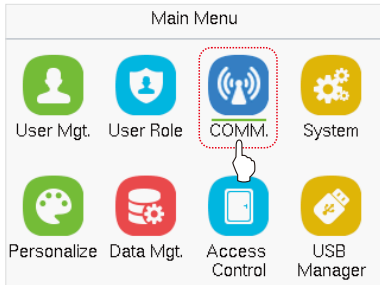 Main Menu
User Mgt. User Role COMM. System
Personalize Data Mgt. Access Control USB Manager